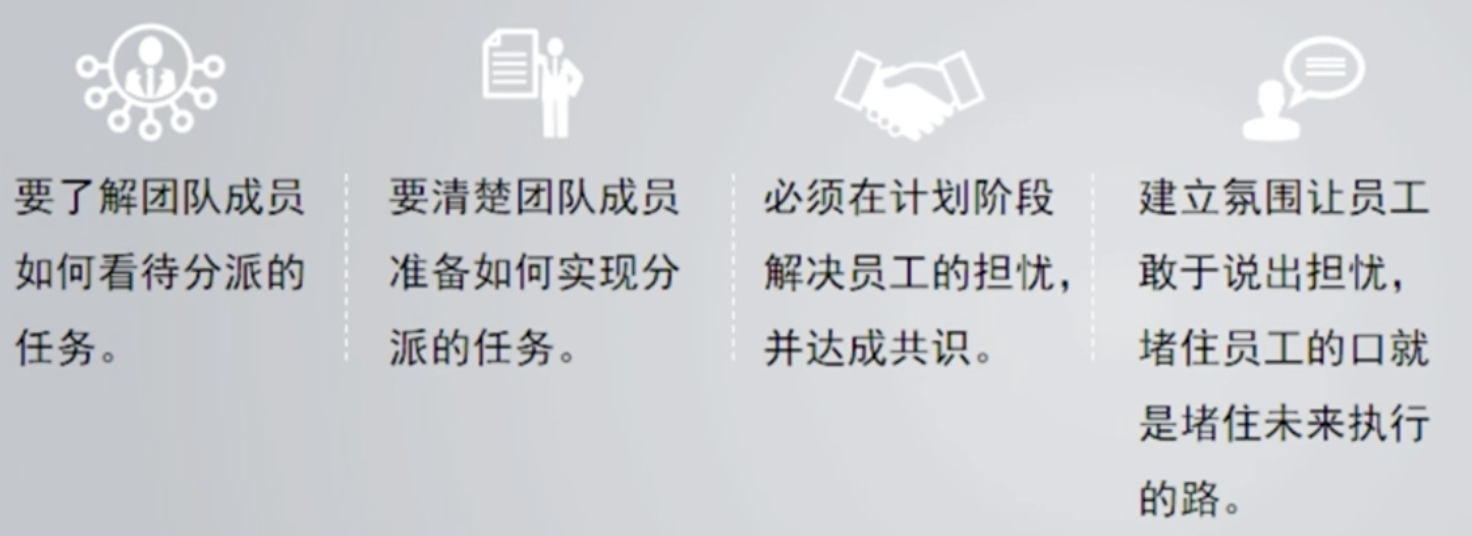 要了解团队成员
如何看待分派的
任务。
要清楚团队成员
准备如何实现分
派的任务。
必须在计划阶段
解决员工的担忧，
并达成共识。
建立氛围让员工
敢于说出担忧，
堵住员工的口就
是堵住未来执行
的路。